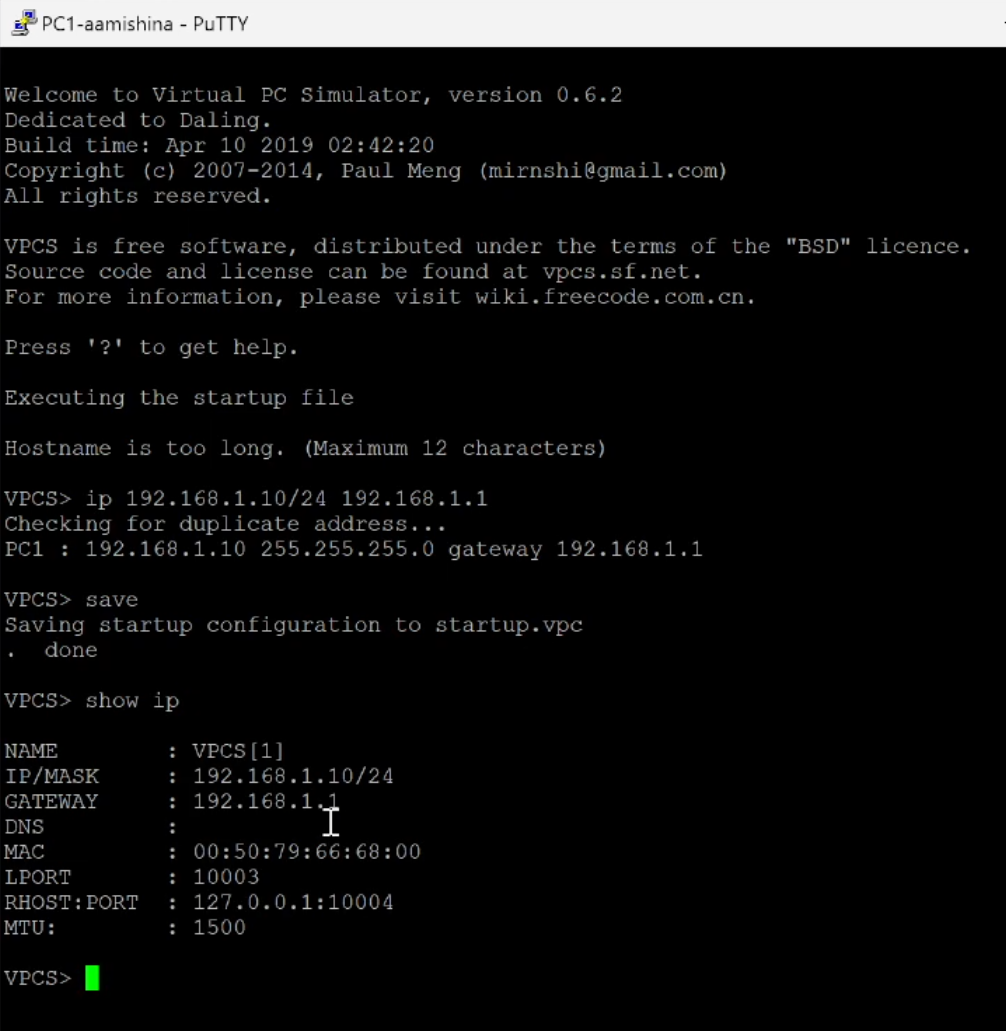 PC1-aamishina - PuTTY
Welcome to Virtual PC Simulator, version 0.6.2
Dedicated to Daling.
Build time: Apr 10 2019 02:42:20
Copyright (c) 2007-2014, Paul Meng (mirnshi@gmail.com)
All rights reserved.
VPCS is free software, distributed under the terms of the "BSD" licence.
Source code and license can be found at vpcs.sf.net.
For more information, please visit wiki.freecode.com.cn.
Press '?' to get help.
Executing the startup file
Hostname is too long. (Maximum 12 characters)
VPCS> ip 192.168.1.10/24 192.168.1.1
Checking for duplicate address...
PC1 : 192.168.1.10 255.255.255.0 gateway 192.168.1.1
VPCS> save
Saving startup configuration to startup.vpc
.  done
VPCS> show ip
NAME        : VPCS[1]
IP/MASK     : 192.168.1.10/24
GATEWAY     : 192.168.1.1
DNS         :
MAC         : 00:50:79:66:68:00
LPORT       : 10003
RHOST:PORT  : 127.0.0.1:10004
MTU:        : 1500
VPCS>